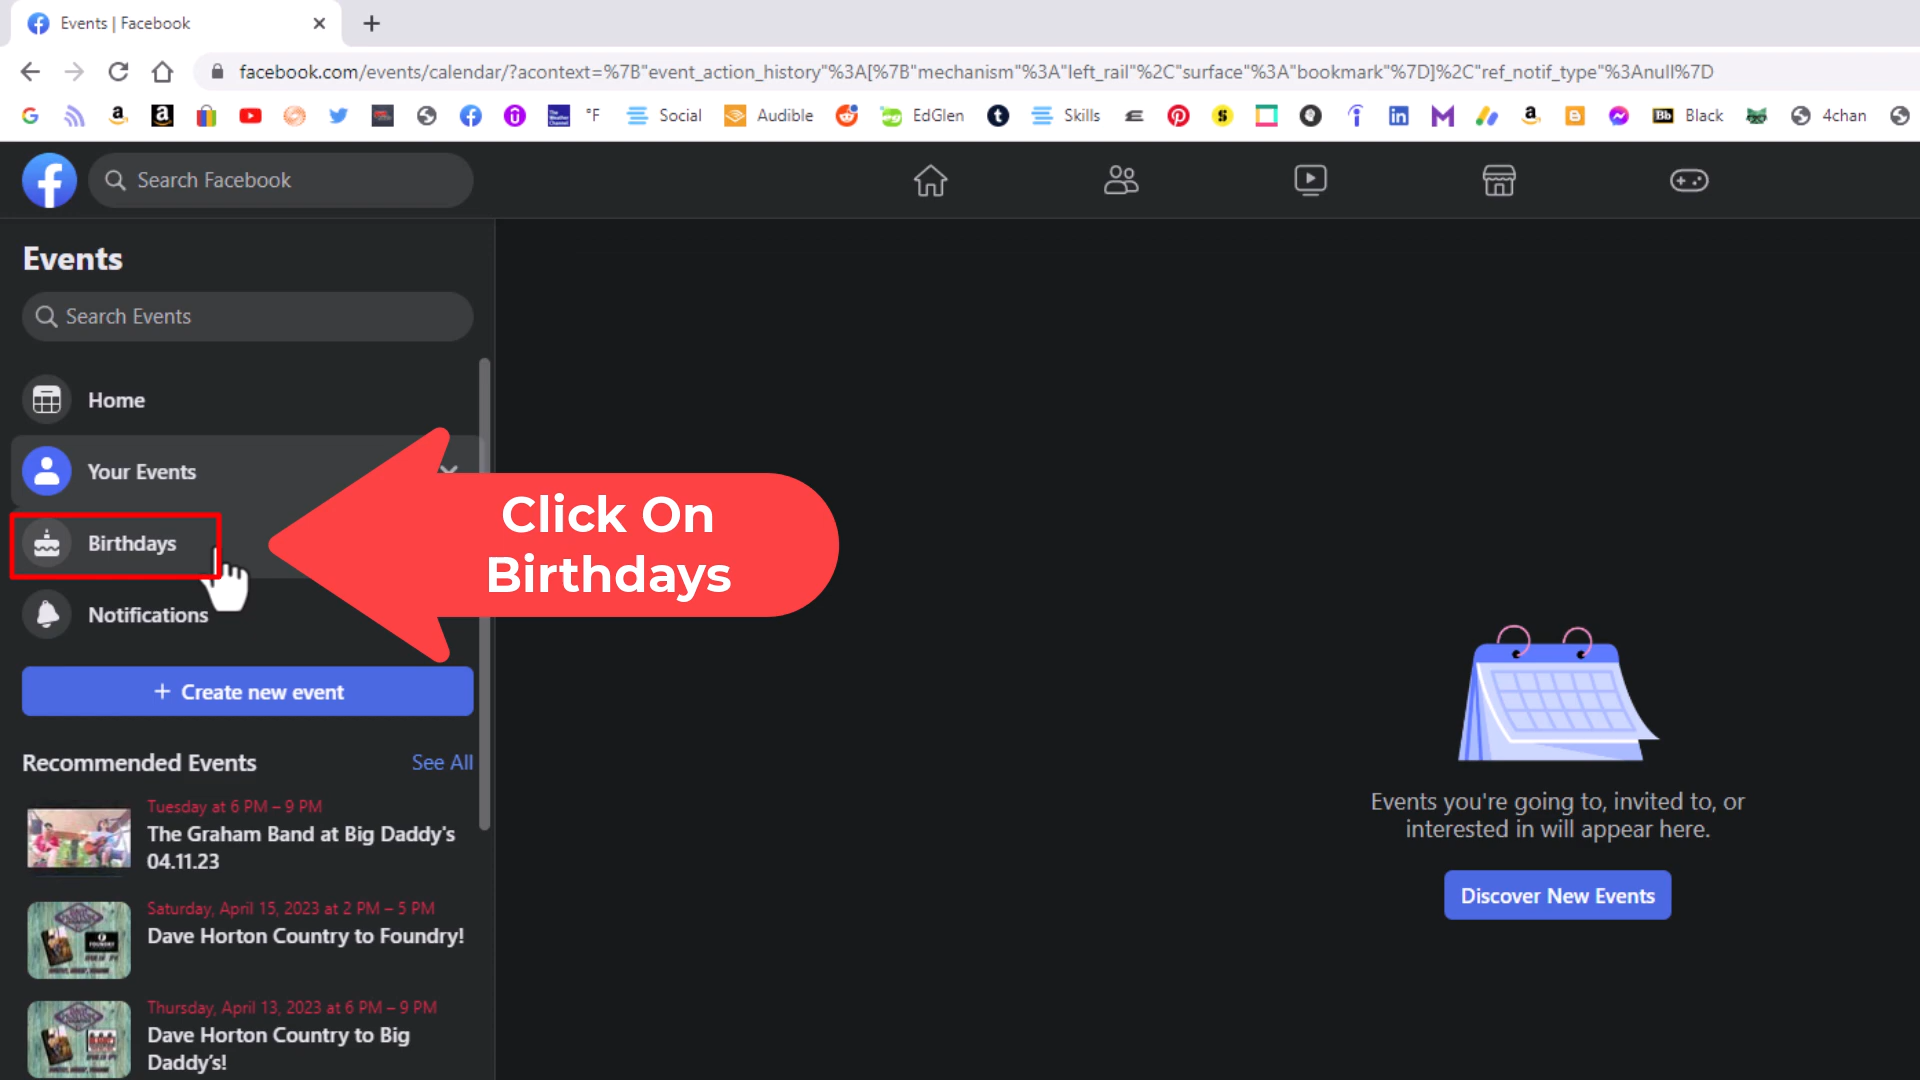 Events | Facebook
facebook.com/events/calendar/?acontext=%7B"event_action_history"%3A[%7B"mechanism"%3A"left_rail"%2C"surface"%3A"bookmark"%7D]%2C"ref_notif_type"%3Anull%7D
°F Social Audible EdGlen Skills Bb Black 4chan
Search Facebook
Events
Search Events
Home
Your Events
Birthdays
Notifications
Click On
Birthdays
+ Create new event
Recommended Events See All
Tuesday at 6 PM – 9 PM
The Graham Band at Big Daddy's
04.11.23
Saturday, April 15, 2023 at 2 PM – 5 PM
Dave Horton Country to Foundry!
Thursday, April 13, 2023 at 6 PM – 9 PM
Dave Horton Country to Big
Daddy's!
Events you're going to, invited to, or
interested in will appear here.
Discover New Events